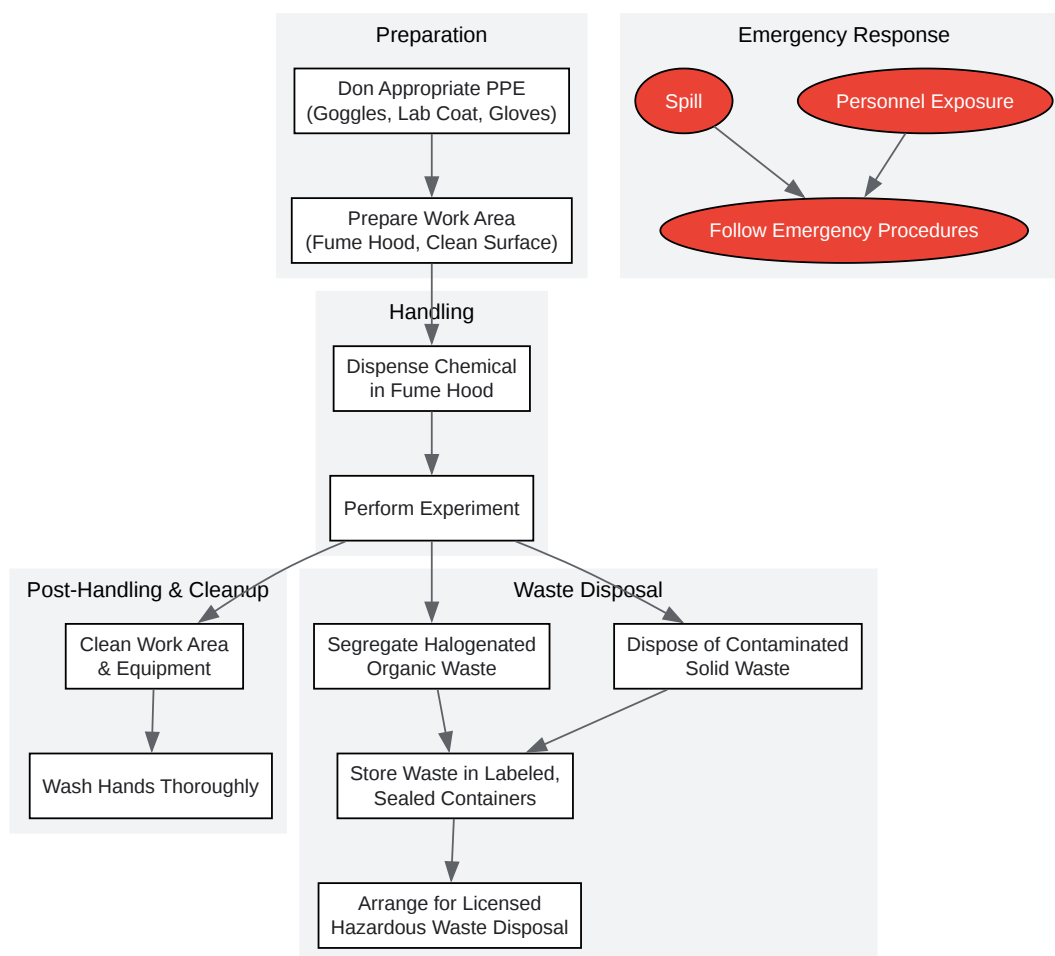 Preparation
Don Appropriate PPE
(Goggles, Lab Coat, Gloves)
Prepare Work Area
(Fume Hood, Clean Surface)
Emergency Response
Spill
Personnel Exposure
Follow Emergency Procedures
Handling
Dispense Chemical
in Fume Hood
Perform Experiment
Post-Handling & Cleanup
Clean Work Area
& Equipment
Wash Hands Thoroughly
Waste Disposal
Segregate Halogenated
Organic Waste
Dispose of Contaminated
Solid Waste
Store Waste in Labeled,
Sealed Containers
Arrange for Licensed
Hazardous Waste Disposal